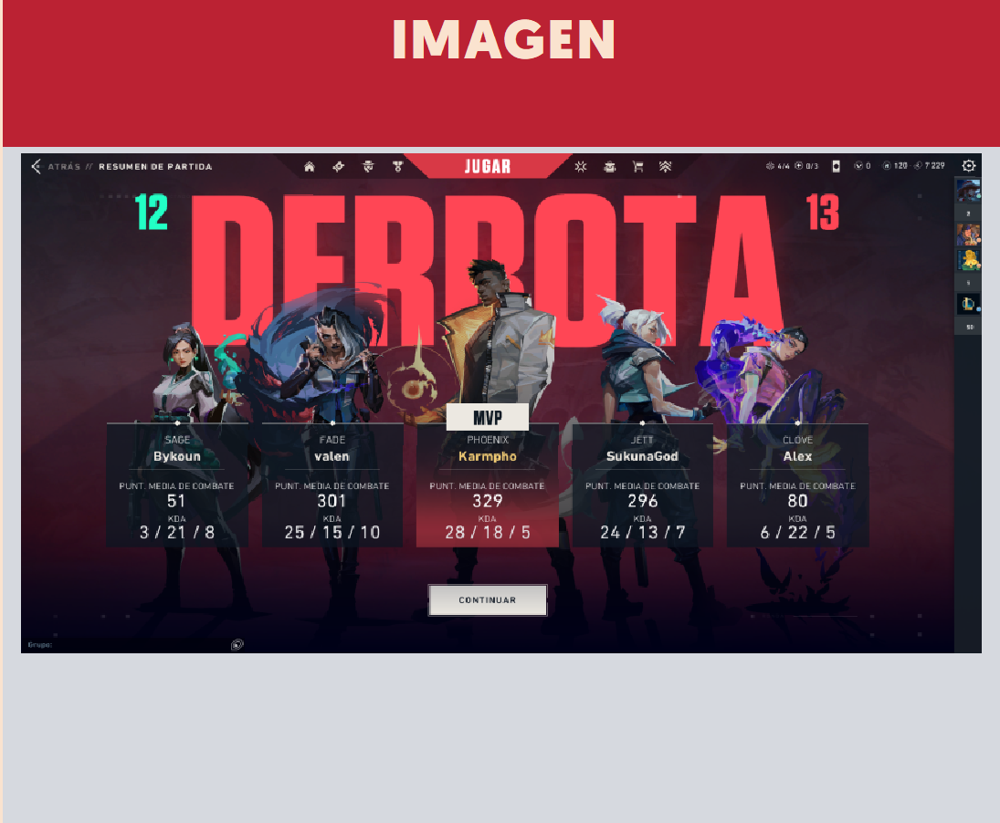 IMAGEN
ATRÁS // RESUMEN DE PARTIDA
JUGAR
4/4 0/3 0 120 7 229
12
DERROTA
13
2
1
50
MVP
SAGE
Bykoun
PUNT. MEDIA DE COMBATE
51
KDA
3 / 21 / 8
FADE
valen
PUNT. MEDIA DE COMBATE
301
KDA
25 / 15 / 10
PHOENIX
Karmpho
PUNT. MEDIA DE COMBATE
329
KDA
28 / 18 / 5
JETT
SukunaGod
PUNT. MEDIA DE COMBATE
296
KDA
24 / 13 / 7
CLOVE
Alex
PUNT. MEDIA DE COMBATE
80
KDA
6 / 22 / 5
CONTINUAR
Grupo: